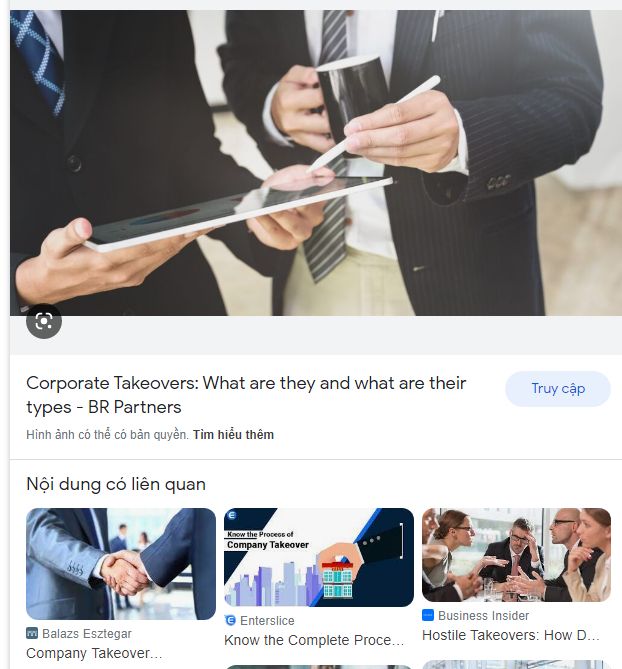 Corporate Takeovers: What are they and what are their
types - BR Partners
Truy cập
Hình ảnh có thể có bản quyền. Tìm hiểu thêm
Nội dung có liên quan
Know the Process of
Company Takeover
Balazs Esztegar
Company Takeover...
Enterslice
Know the Complete Proce...
Business Insider
Hostile Takeovers: How D...